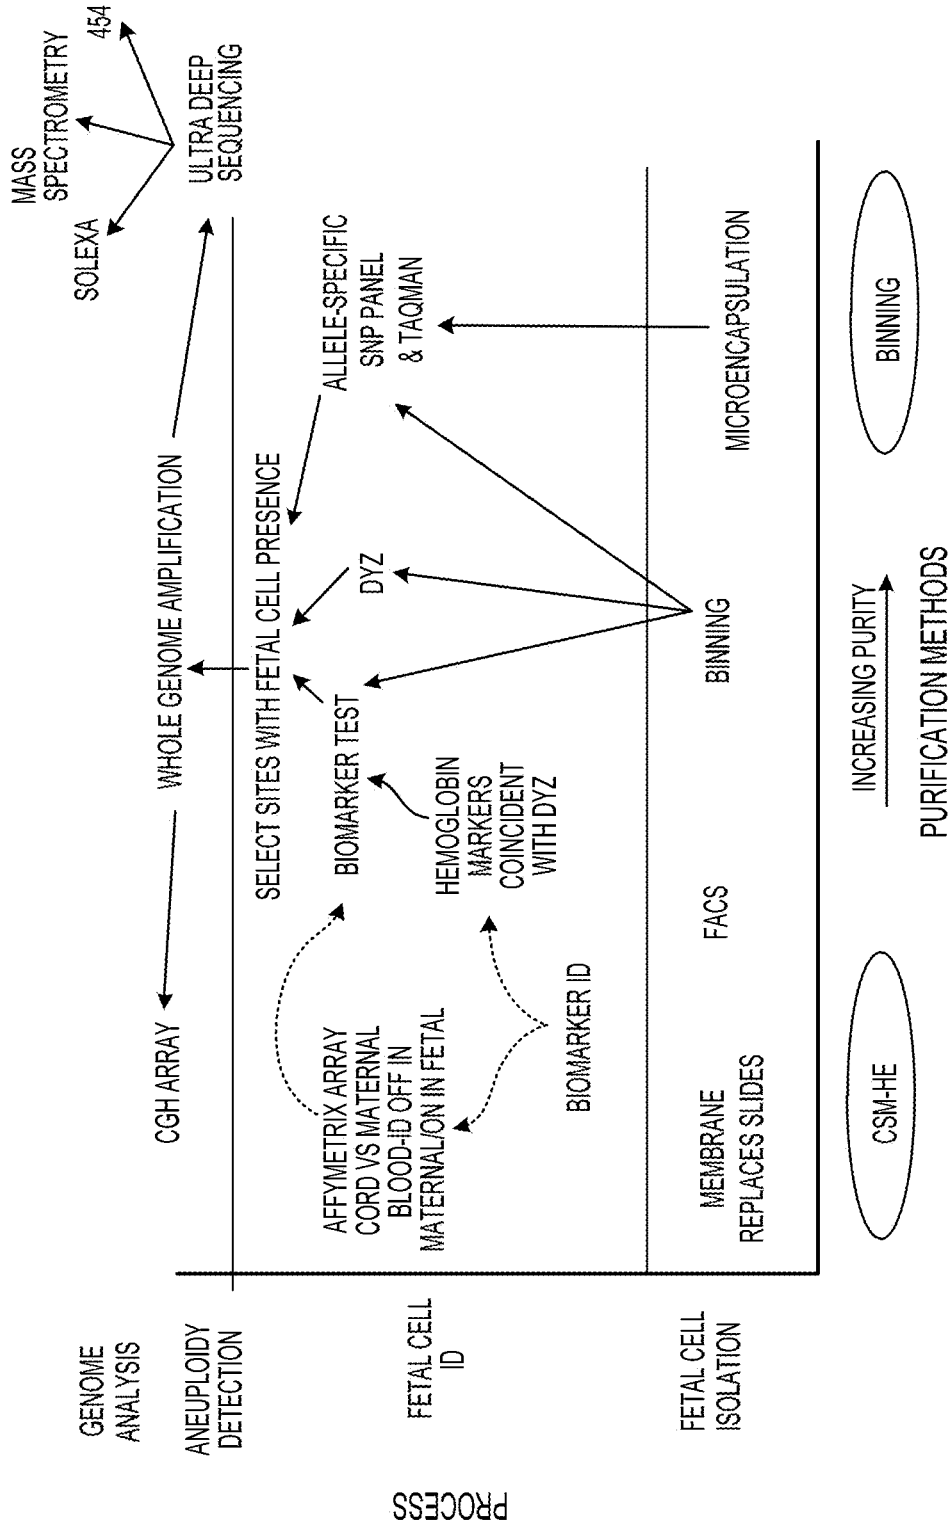 PROCESS
GENOME
ANALYSIS
ANEUPLOIDY
DETECTION
FETAL CELL
ID
FETAL CELL
ISOLATION
MASS
SPECTROMETRY
454
SOLEXA
ULTRA DEEP
SEQUENCING
CGH ARRAY
WHOLE GENOME AMPLIFICATION
SELECT SITES WITH FETAL CELL PRESENCE
AFFYMETRIX ARRAY
CORD VS MATERNAL
BLOOD-ID OFF IN
MATERNAL/ON IN FETAL
BIOMARKER TEST
DYZ
ALLELE-SPECIFIC
SNP PANEL
& TAQMAN
HEMOGLOBIN
MARKERS
COINCIDENT
WITH DYZ
BIOMARKER ID
MEMBRANE
REPLACES SLIDES
FACS
BINNING
MICROENCAPSULATION
CSM-HE
INCREASING PURITY
BINNING
PURIFICATION METHODS